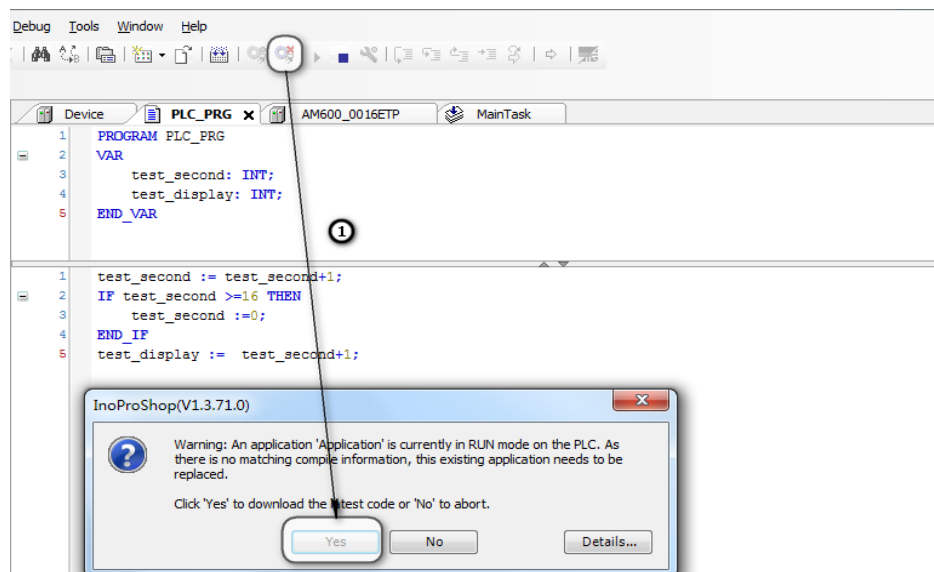 Debug Tools Window Help
Device PLC_PRG x AM600_0016ETP MainTask
1 PROGRAM PLC_PRG
2 VAR
3 test_second: INT;
4 test_display: INT;
5 END_VAR
1
1 test_second := test_second+1;
2 IF test_second >=16 THEN
3 test_second :=0;
4 END_IF
5 test_display := test_second+1;
InoProShop(V1.3.71.0)
Warning: An application 'Application' is currently in RUN mode on the PLC. As
there is no matching compile information, this existing application needs to be
replaced.
Click 'Yes' to download the latest code or 'No' to abort.
Yes No Details...